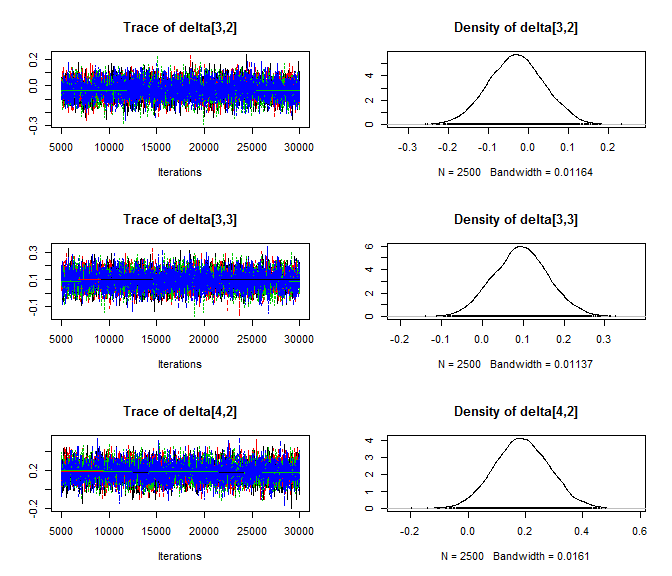 Trace of delta[3,2]
0.2
0.0
-0.3
5000 10000 15000 20000 25000 30000
Iterations
Density of delta[3,2]
4
2
0
-0.3 -0.1 0.0 0.1 0.2
N = 2500 Bandwidth = 0.01164
Trace of delta[3,3]
0.3
0.1
-0.1
5000 10000 15000 20000 25000 30000
Iterations
Density of delta[3,3]
6
4
2
0
-0.2 0.0 0.1 0.2 0.3
N = 2500 Bandwidth = 0.01137
Trace of delta[4,2]
0.2
-0.2
5000 10000 15000 20000 25000 30000
Iterations
Density of delta[4,2]
4
3
2
1
0
-0.2 0.0 0.2 0.4 0.6
N = 2500 Bandwidth = 0.0161